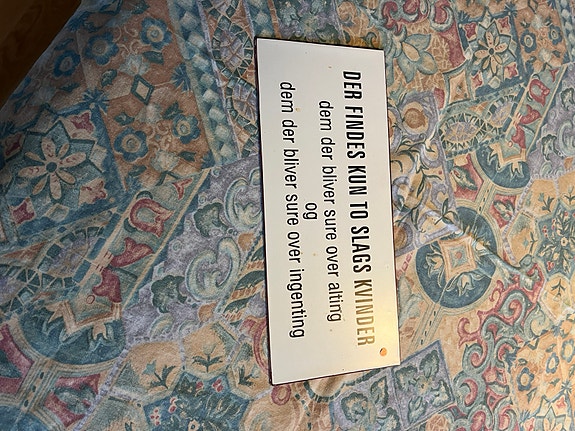 DER FINDES KUN TO SLAGS KVINDER
dem der bliver sure over alting
og
dem der bliver sure over ingenting